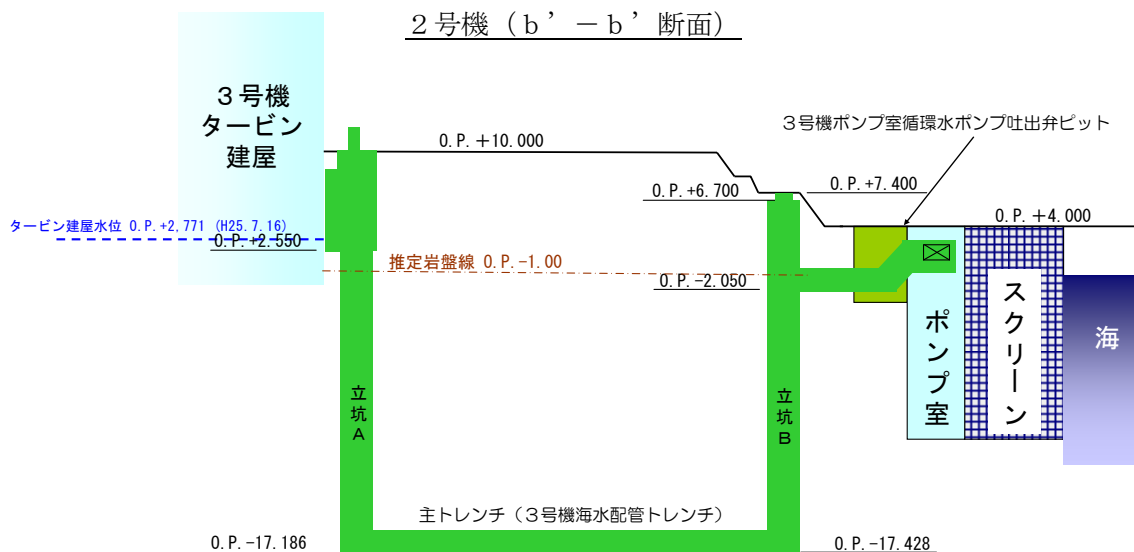 ２号機（ｂ’－ｂ’断面）
３号機
タービン
建屋
３号機ポンプ室循環水ポンプ吐出弁ピット
O.P.+10.000
O.P.+6.700
O.P.+7.400
O.P.+4.000
タービン建屋水位 O.P.+2,771 (H25.7.16)
O.P.+2.550
推定岩盤線 O.P.-1.00
O.P.-2.050
スクリーン
海
ポンプ室
立坑A
立坑B
主トレンチ（３号機海水配管トレンチ）
O.P.-17.186
O.P.-17.428